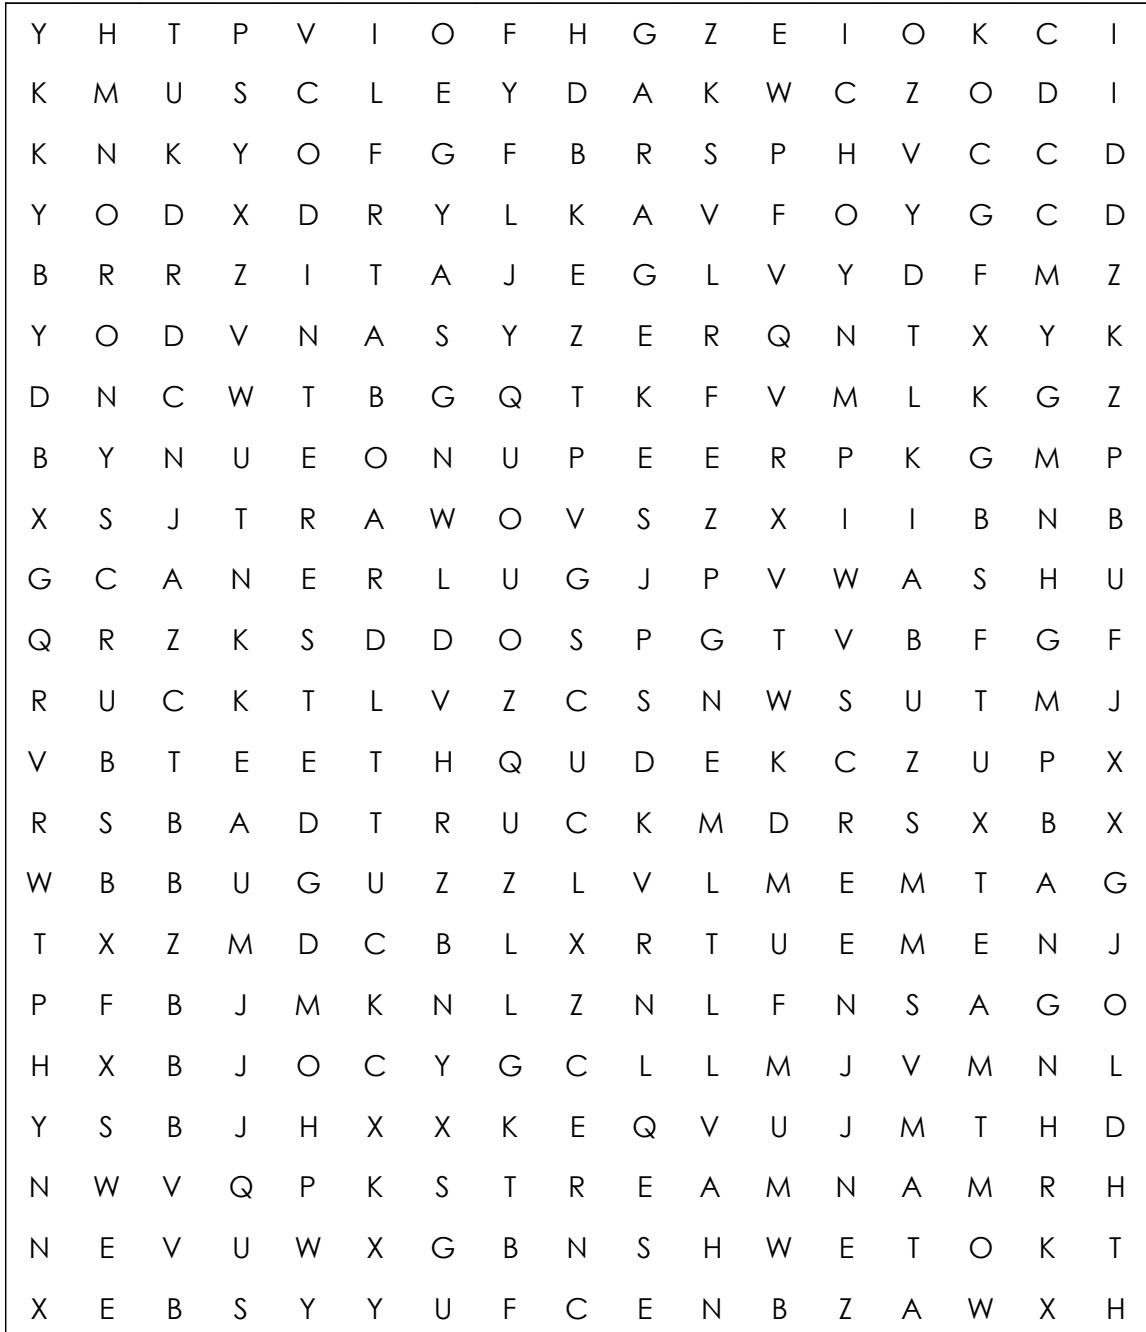 Y H T P V I O F H G Z E I O K C I
K M U S C L E Y D A K W C Z O D I
K N K Y O F G F B R S P H V C C D
Y O D X D R Y L K A V F O Y G C D
B R R Z I T A J E G L V Y D F M Z
Y O D V N A S Y Z E R Q N T X Y K
D N C W T B G Q T K F V M L K G Z
B Y N U E O N U P E E R P K G M P
X S J T R A W O V S Z X I I B N B
G C A N E R L U G J P V W A S H U
Q R Z K S D D O S P G T V B F G F
R U C K T L V Z C S N W S U T M J
V B T E E T H Q U D E K C Z U P X
R S B A D T R U C K M D R S X B X
W B B U G U Z Z L V L M E M T A G
T X Z M D C B L X R T U E M E N J
P F B J M K N L Z N L F N S A G O
H X B J O C Y G C L L M J V M N L
Y S B J H X X K E Q V U J M T H D
N W V Q P K S T R E A M N A M R H
N E V U W X G B N S H W E T O K T
X E B S Y Y U F C E N B Z A W X H